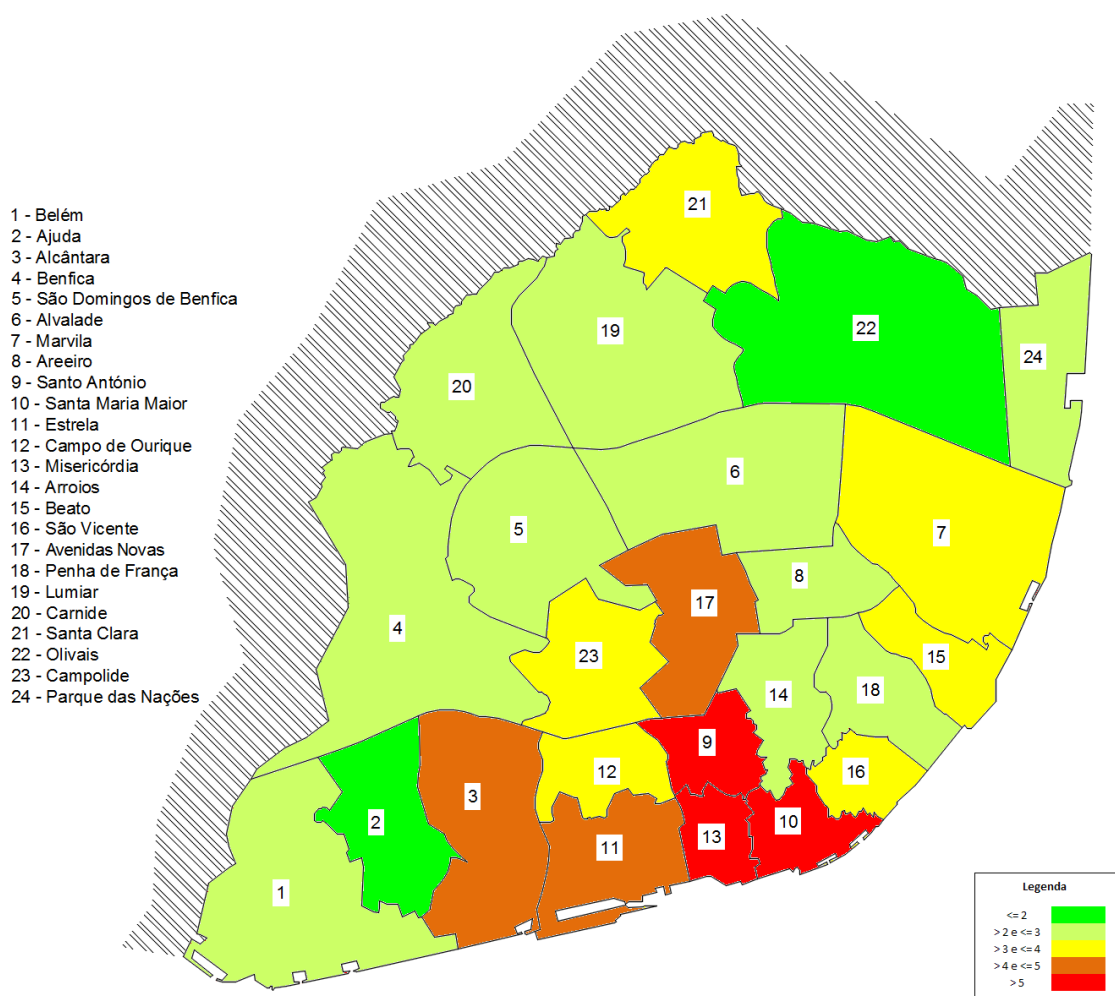 1 - Belém
2 - Ajuda
3 - Alcântara
4 - Benfica
5 - São Domingos de Benfica
6 - Alvalade
7 - Marvila
8 - Areeiro
9 - Santo António
10 - Santa Maria Maior
11 - Estrela
12 - Campo de Ourique
13 - Misericórdia
14 - Arroios
15 - Beato
16 - São Vicente
17 - Avenidas Novas
18 - Penha de França
19 - Lumiar
20 - Carnide
21 - Santa Clara
22 - Olivais
23 - Campolide
24 - Parque das Nações
21
19
22
24
20
6
5
7
8
17
4
23
15
18
14
9
12
16
3
2
10
13
11
1
Legenda
<= 2
> 2 e <= 3
> 3 e <= 4
> 4 e <= 5
> 5